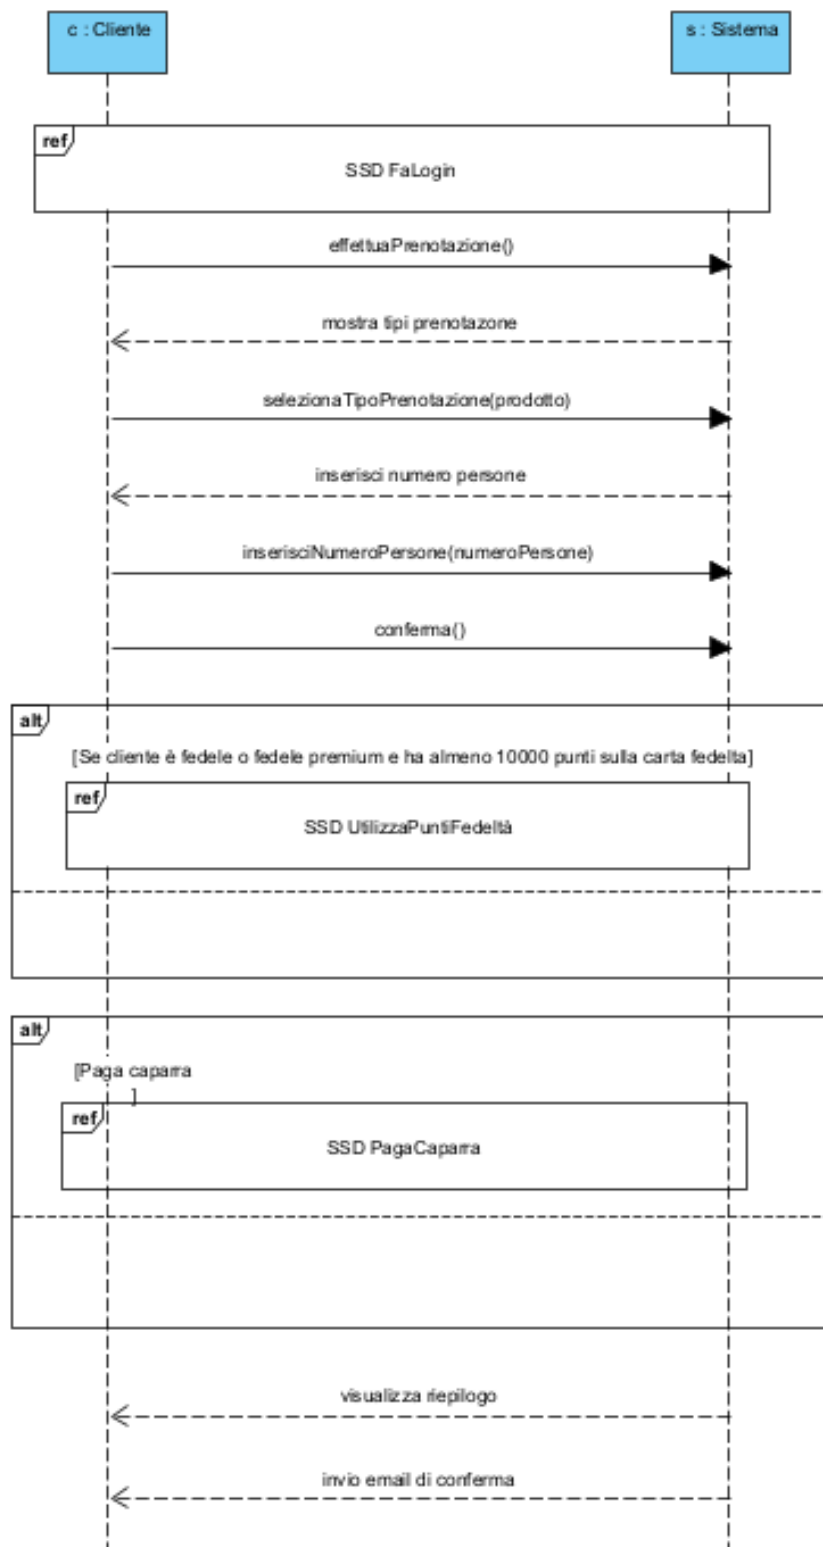 c : Cliente
s : Sistema
ref
SSD FaLogin
effettuaPrenotazione()
mostra tipi prenotazone
selezionaTipoPrenotazione(prodotto)
inserisci numero persone
inserisciNumeroPersone(numeroPersone)
conferma()
alt
[Se cliente è fedele o fedele premium e ha almeno 10000 punti sulla carta fedelta]
ref
SSD UtilizzaPuntiFedeltà
alt
[Paga caparra
]
ref
SSD PagaCaparra
visualizza riepilogo
invio email di conferma